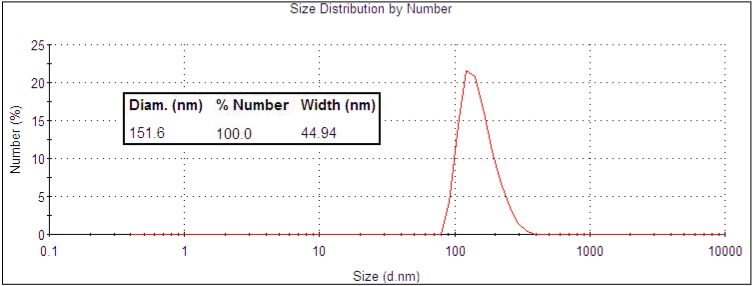 Size Distribution by Number
25
20
15
10
5
0
Number (%)
Diam. (nm) % Number Width (nm)
151.6 100.0 44.94
0.1 1 10 100 1000 10000
Size (d.nm)